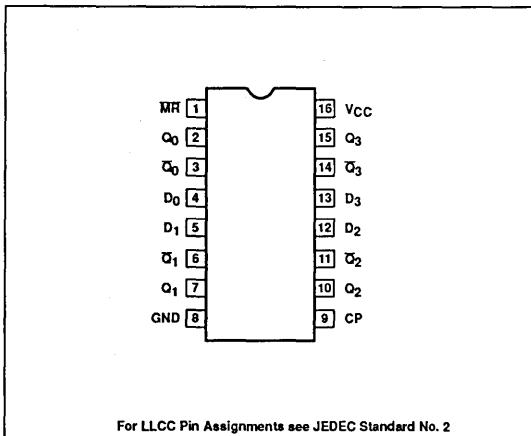 M̅R̅ 1 16 VCC
Q0 2 15 Q3
Q̅0 3 14 Q̅3
D0 4 13 D3
D1 5 12 D2
Q̅1 6 11 Q̅2
Q1 7 10 Q2
GND 8 9 CP
For LLCC Pin Assignments see JEDEC Standard No. 2